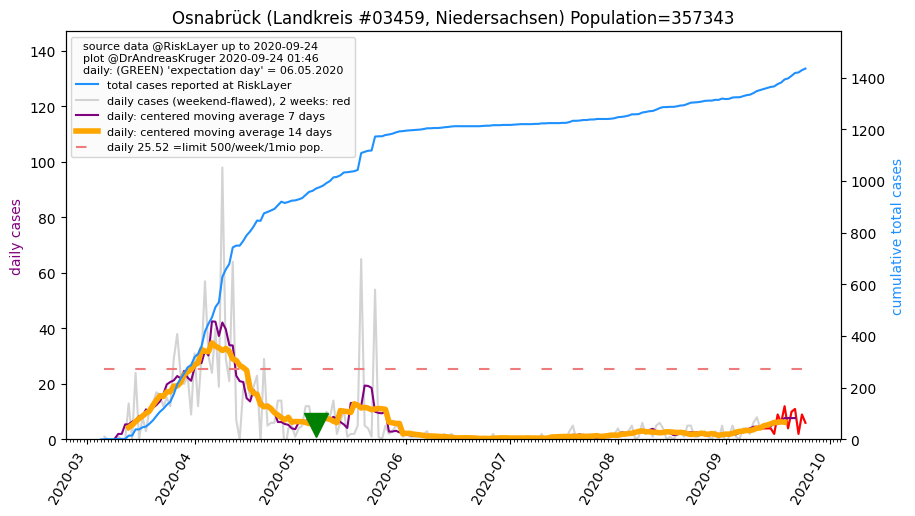 Osnabrück (Landkreis #03459, Niedersachsen) Population=357343
source data @RiskLayer up to 2020-09-24
plot @DrAndreasKruger 2020-09-24 01:46
daily: (GREEN) 'expectation day' = 06.05.2020
total cases reported at RiskLayer
daily cases (weekend-flawed), 2 weeks: red
daily: centered moving average 7 days
daily: centered moving average 14 days
daily 25.52 =limit 500/week/1mio pop.
daily cases
140
120
100
80
60
40
20
0
cumulative total cases
1400
1200
1000
800
600
400
200
0
2020-03
2020-04
2020-05
2020-06
2020-07
2020-08
2020-09
2020-10